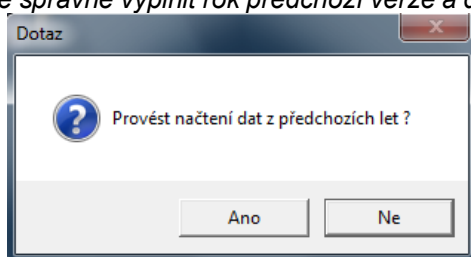 e správně vyplnit rok předchozí verze a
Dotaz
Provést načtení dat z předchozích let ?
Ano
Ne